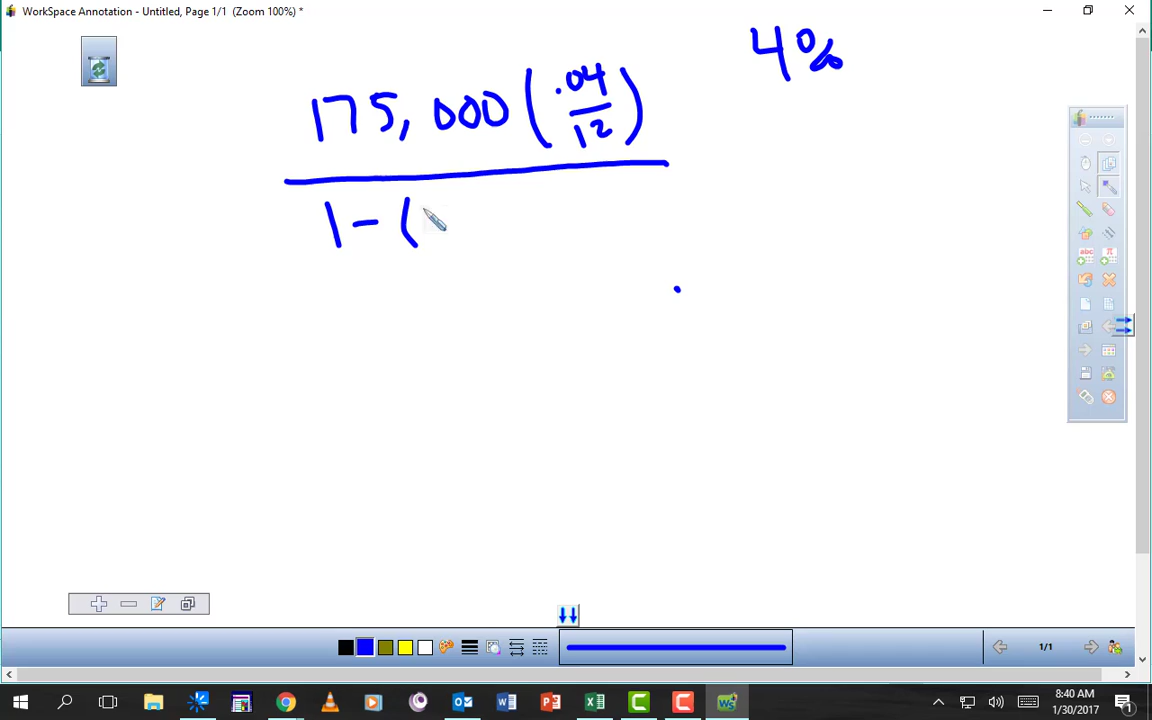 WorkSpace Annotation - Untitled, Page 1/1 (Zoom 100%) *
4%
175,000 (.04/12)
1 - (
abc
π
1/1
8:40 AM
1/30/2017